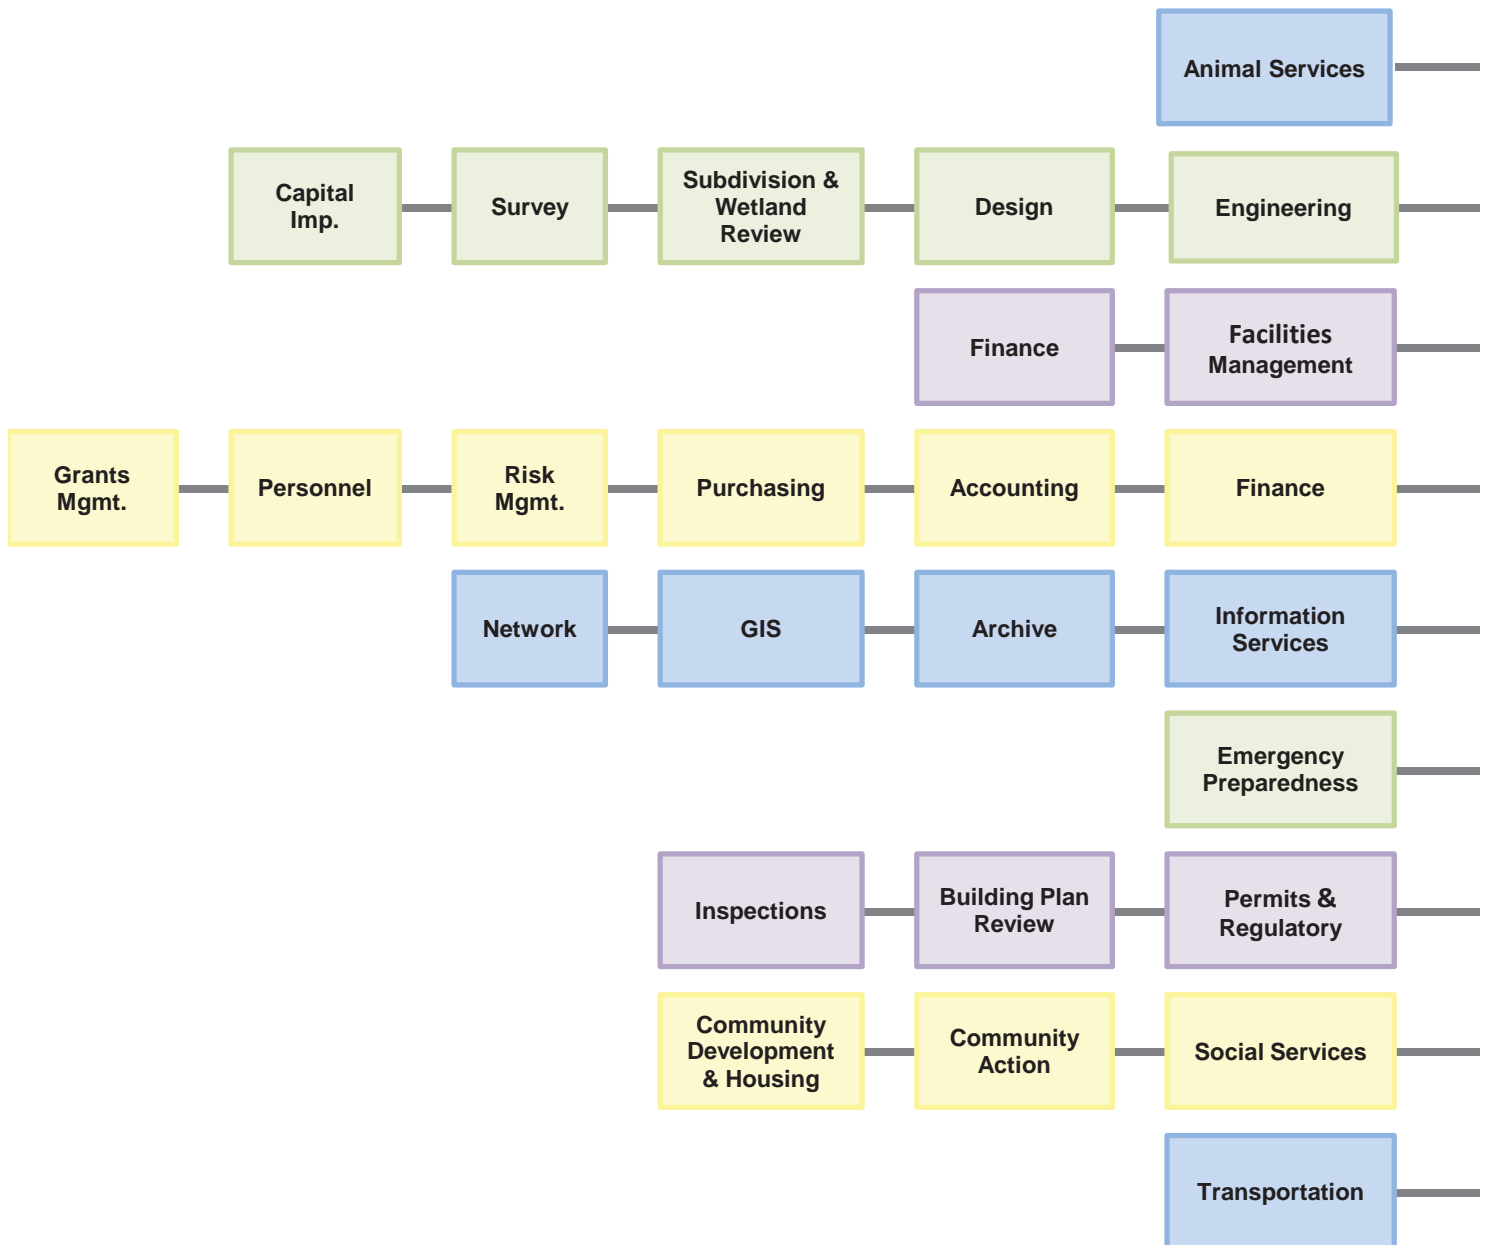 Animal Services
Capital
Imp.
Survey
Subdivision &
Wetland
Review
Design
Engineering
Finance
Facilities
Management
Grants
Mgmt.
Personnel
Risk
Mgmt.
Purchasing
Accounting
Finance
Network
GIS
Archive
Information
Services
Emergency
Preparedness
Inspections
Building Plan
Review
Permits &
Regulatory
Community
Development
& Housing
Community
Action
Social Services
Transportation